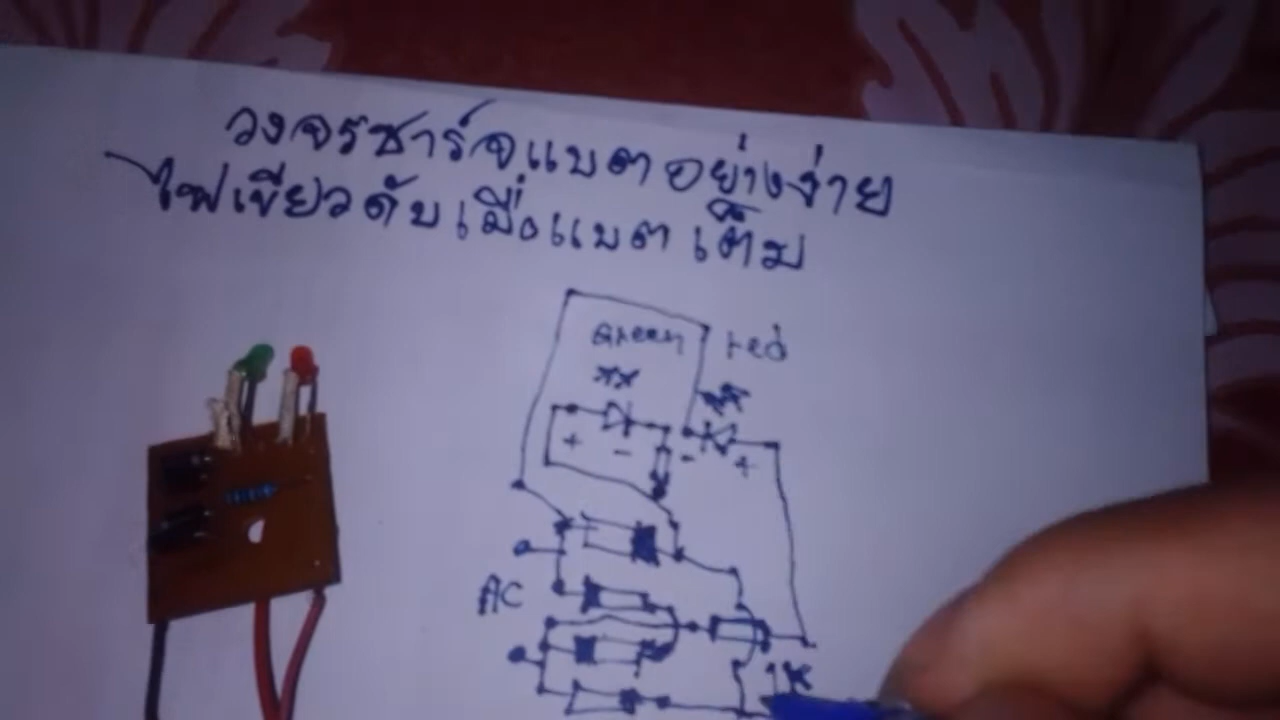 วงจรชาร์จแบตอย่างง่าย
ไฟเขียวดับเมื่อแบตเต็ม
Green red
+ - - +
AC
1K